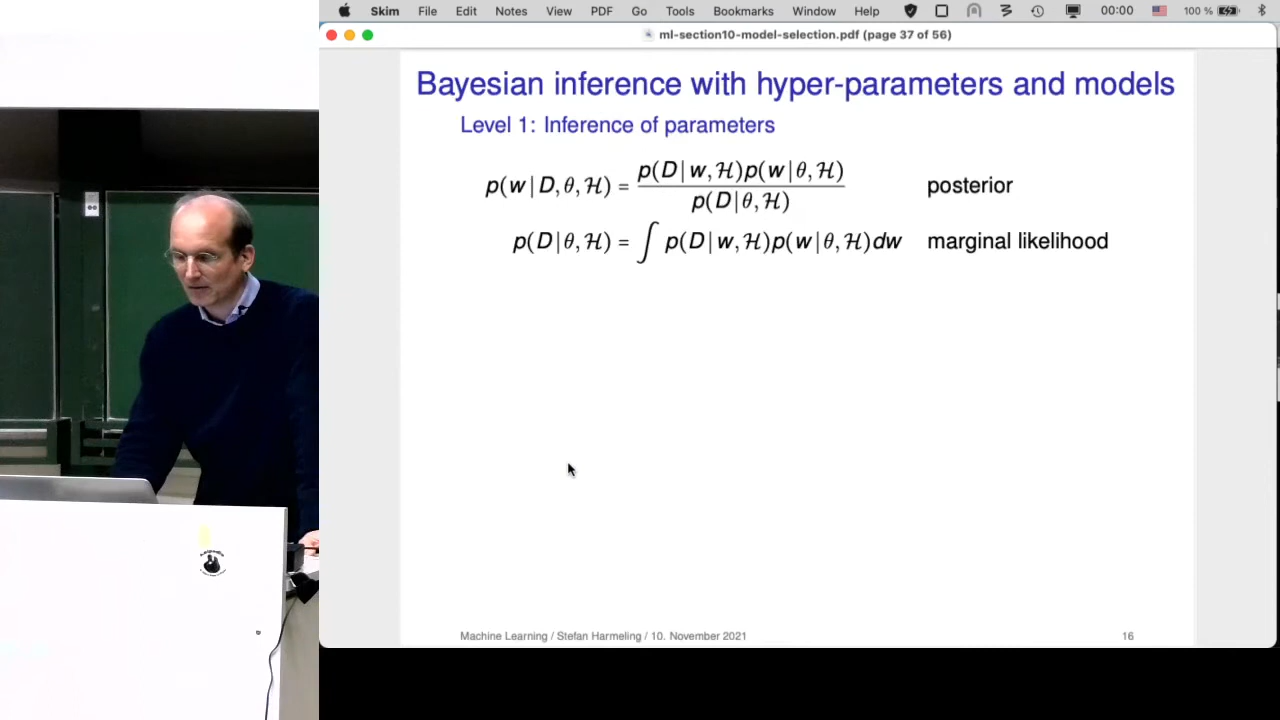 Skim File Edit Notes View PDF Go Tools Bookmarks Window Help 00:00 100 %
ml-section10-model-selection.pdf (page 37 of 56)
Bayesian inference with hyper-parameters and models
Level 1: Inference of parameters
p(w|D,θ,ℋ) = p(D|w,ℋ)p(w|θ,ℋ) / p(D|θ,ℋ) posterior
p(D|θ,ℋ) = ∫ p(D|w,ℋ)p(w|θ,ℋ)dw marginal likelihood
Machine Learning / Stefan Harmeling / 10. November 2021 16